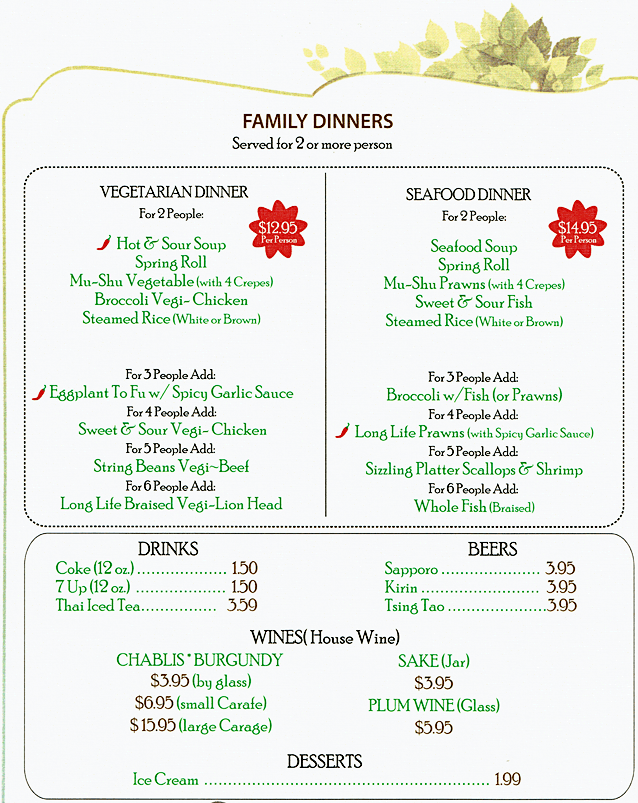 FAMILY DINNERS
Served for 2 or more person
VEGETARIAN DINNER
For 2 People:
$12.95
Per Person
Hot & Sour Soup
Spring Roll
Mu-Shu Vegetable (with 4 Crepes)
Broccoli Vegi- Chicken
Steamed Rice (White or Brown)
For 3 People Add:
Eggplant To Fu w/ Spicy Garlic Sauce
For 4 People Add:
Sweet & Sour Vegi- Chicken
For 5 People Add:
String Beans Vegi~Beef
For 6 People Add:
Long Life Braised Vegi-Lion Head
SEAFOOD DINNER
For 2 People:
$14.95
Per Person
Seafood Soup
Spring Roll
Mu-Shu Prawns (with 4 Crepes)
Sweet & Sour Fish
Steamed Rice (White or Brown)
For 3 People Add:
Broccoli w/Fish (or Prawns)
For 4 People Add:
Long Life Prawns (with Spicy Garlic Sauce)
For 5 People Add:
Sizzling Platter Scallops & Shrimp
For 6 People Add:
Whole Fish (Braised)
DRINKS
Coke (12 oz.) ................... 1.50
7 Up (12 oz.) ................... 1.50
Thai Iced Tea................ 3.59
BEERS
Sapporo ..................... 3.95
Kirin ......................... 3.95
Tsing Tao .....................3.95
WINES( House Wine)
CHABLIS * BURGUNDY
$3.95 (by glass)
$6.95 (small Carafe)
$ 15.95 (large Carage)
SAKE (Jar)
$3.95
PLUM WINE (Glass)
$5.95
DESSERTS
Ice Cream ............................................................ 1.99